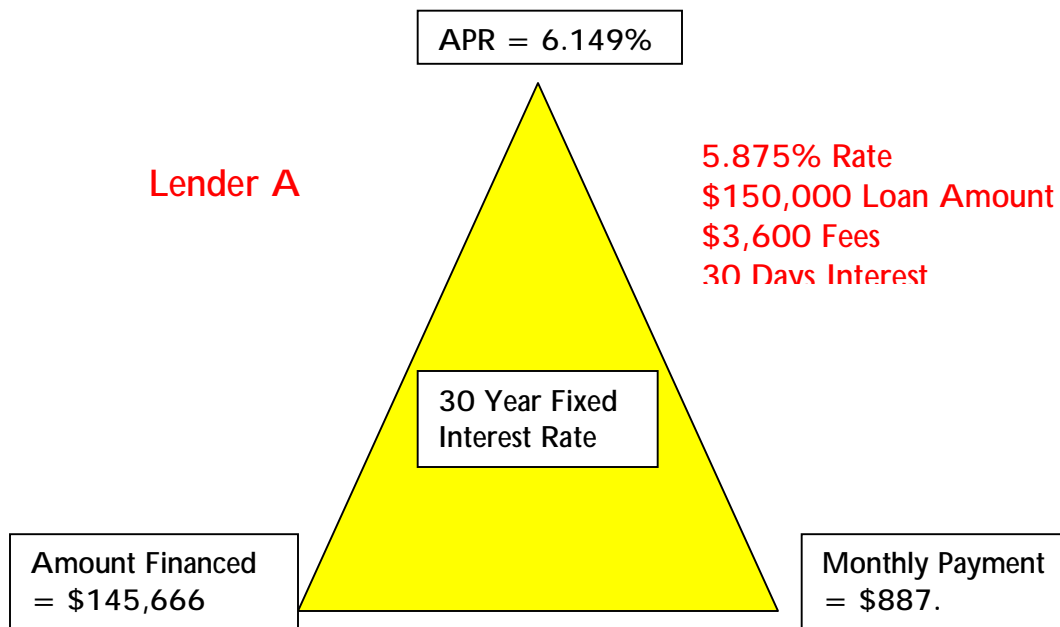 APR = 6.149%
Lender A
5.875% Rate
$150,000 Loan Amount
$3,600 Fees
30 Days Interest
30 Year Fixed
Interest Rate
Amount Financed
= $145,666
Monthly Payment
= $887.